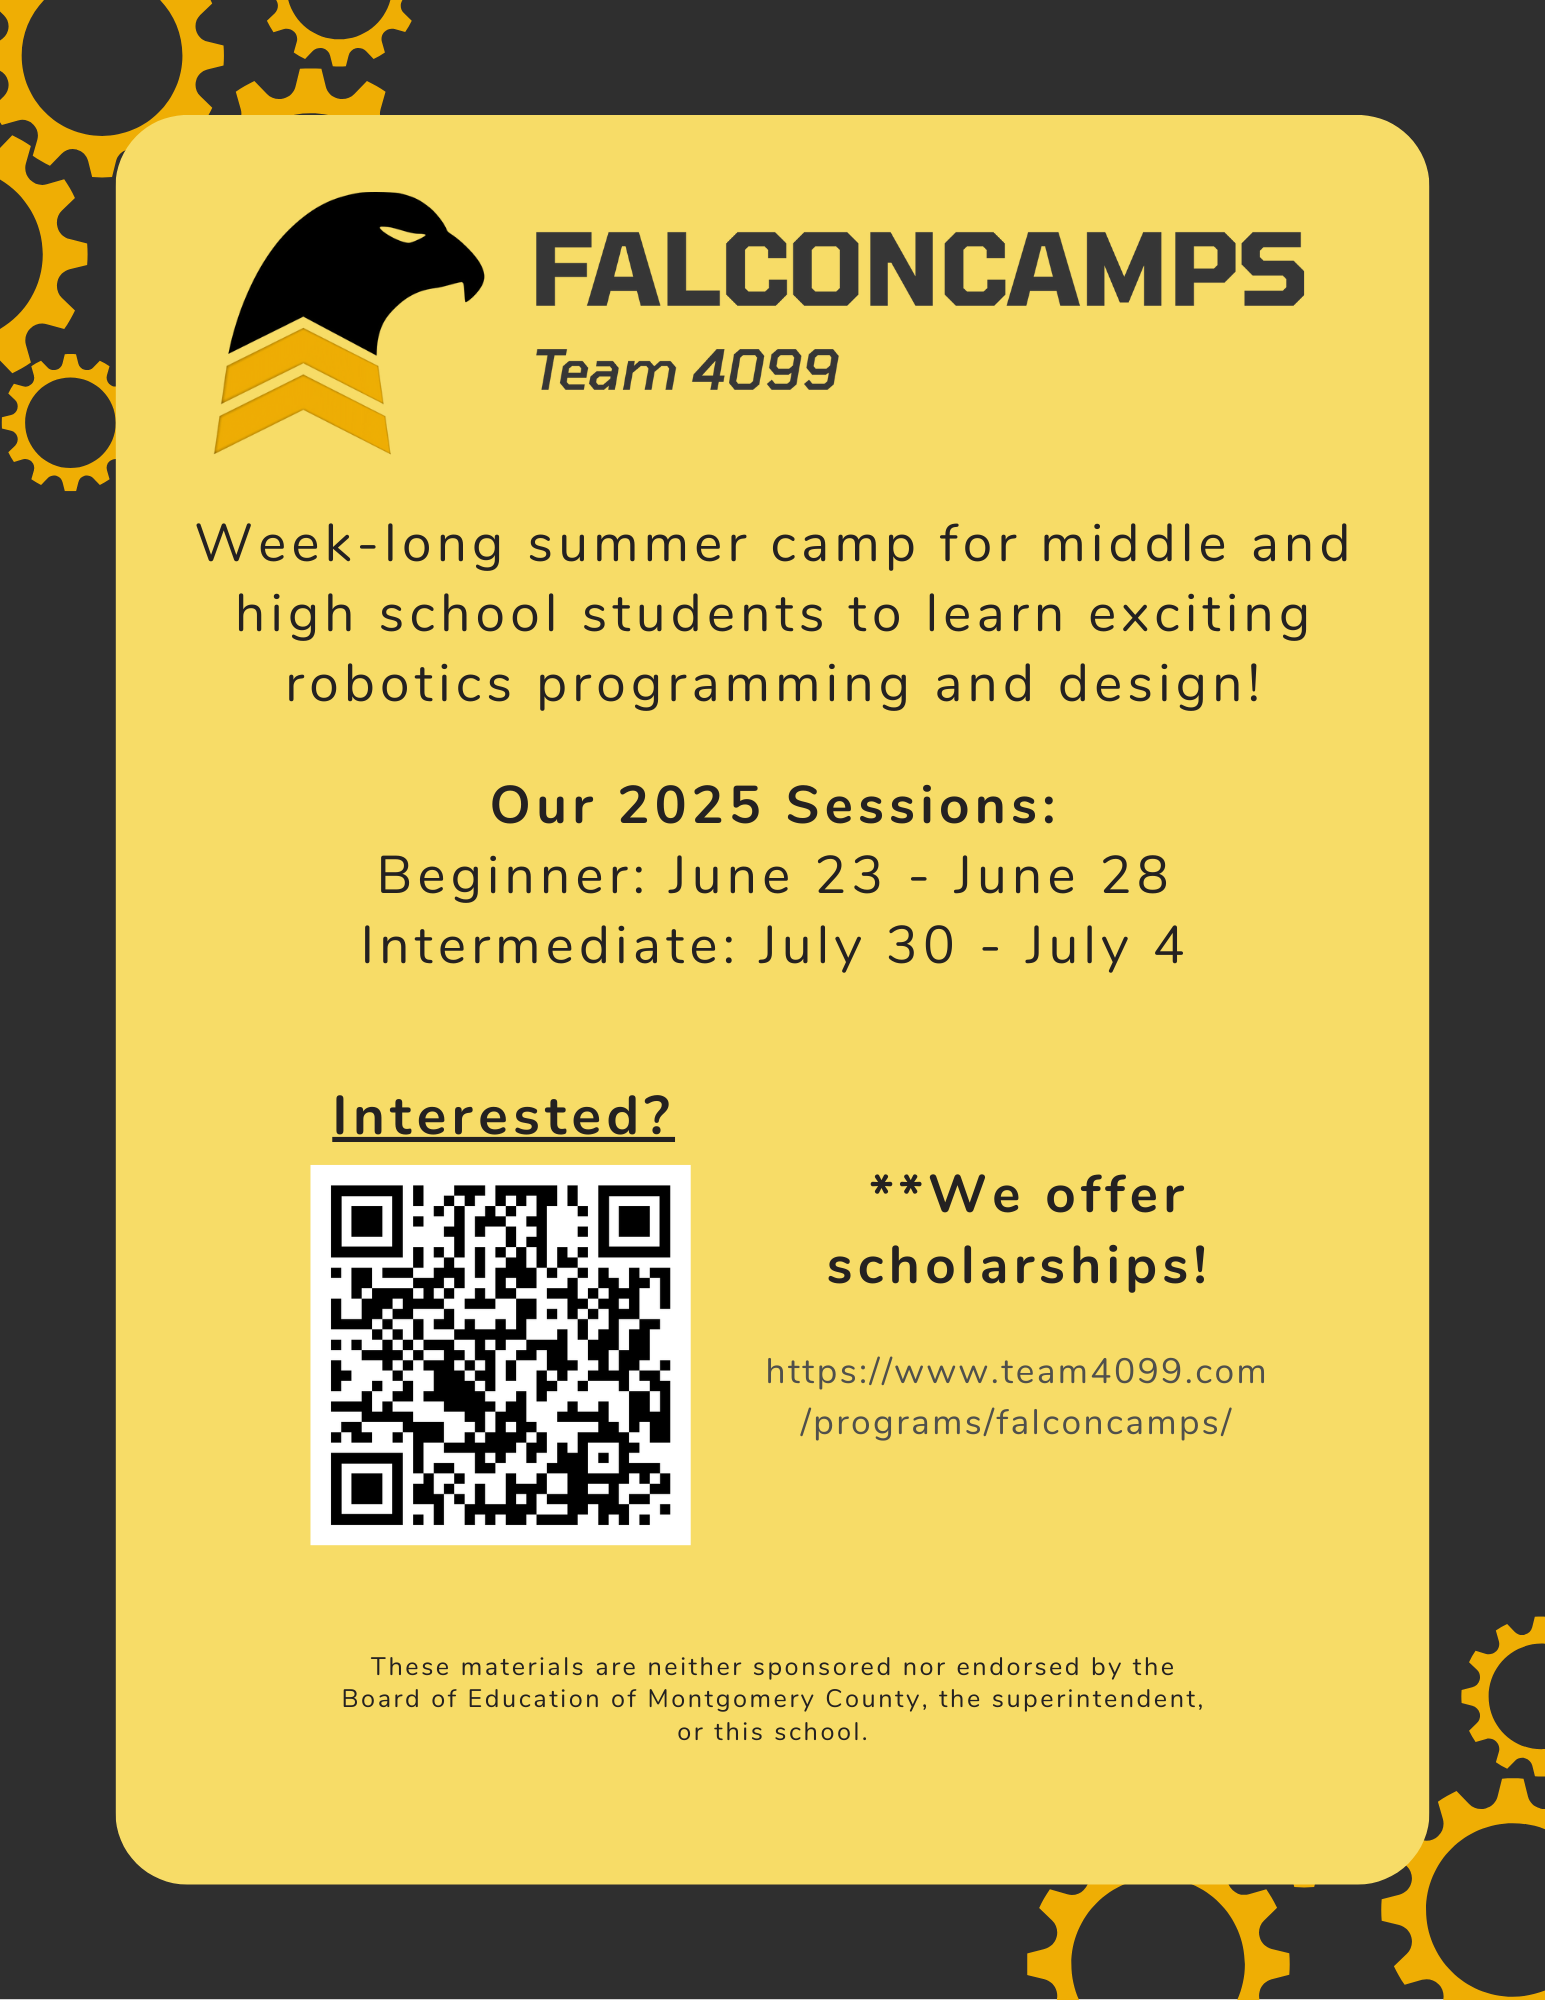 FALCONCAMPS
Team 4099
Week-long summer camp for middle and
high school students to learn exciting
robotics programming and design!
Our 2025 Sessions:
Beginner: June 23 - June 28
Intermediate: July 30 - July 4
Interested?
**We offer
scholarships!
https://www.team4099.com
/programs/falconcamps/
These materials are neither sponsored nor endorsed by the
Board of Education of Montgomery County, the superintendent,
or this school.